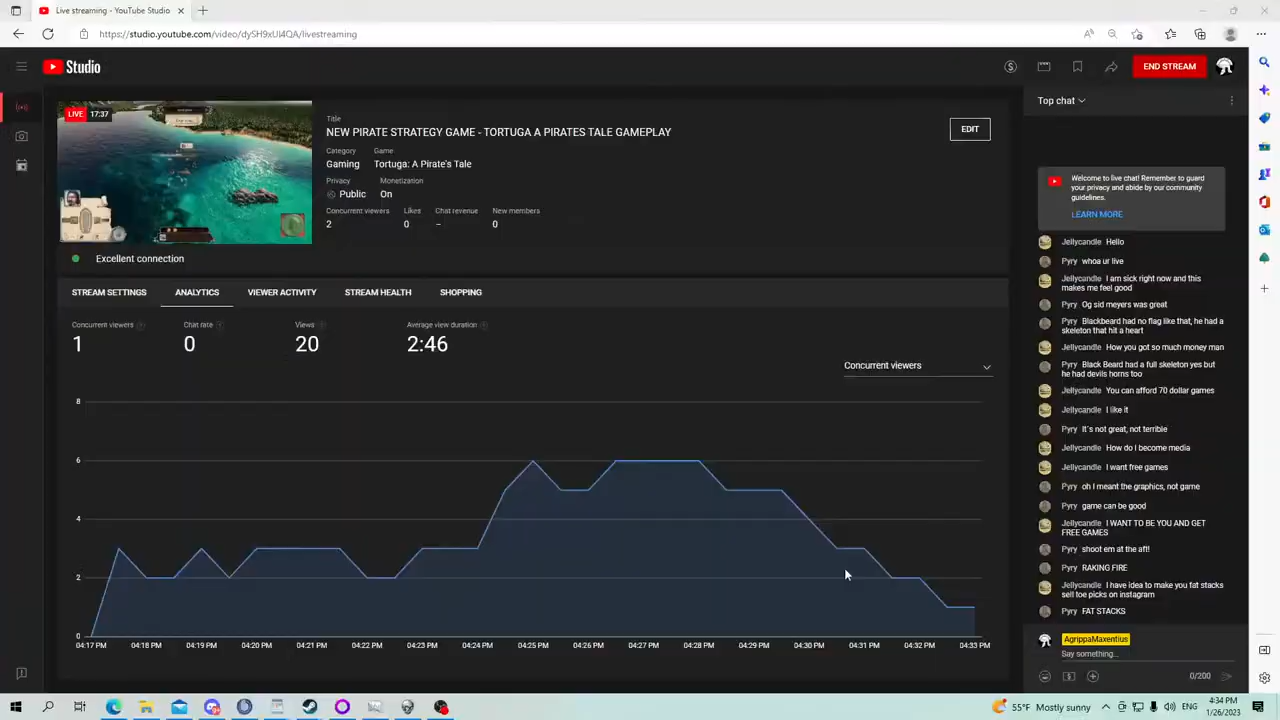 Live streaming - YouTube Studio
https://studio.youtube.com/video/dySH9xUl4QA/livestreaming
Studio
END STREAM
LIVE 17:37
Title
NEW PIRATE STRATEGY GAME - TORTUGA A PIRATES TALE GAMEPLAY
EDIT
Category Game
Gaming Tortuga: A Pirate's Tale
Privacy Monetization
Public On
Concurrent viewers Likes Chat revenue New members
2 0 – 0
Excellent connection
STREAM SETTINGS ANALYTICS VIEWER ACTIVITY STREAM HEALTH SHOPPING
Concurrent viewers Chat rate Views Average view duration
1 0 20 2:46
Concurrent viewers
8
6
4
2
0
04:17 PM 04:18 PM 04:19 PM 04:20 PM 04:21 PM 04:22 PM 04:23 PM 04:24 PM 04:25 PM 04:26 PM 04:27 PM 04:28 PM 04:29 PM 04:30 PM 04:31 PM 04:32 PM 04:33 PM
Top chat
Welcome to live chat! Remember to guard
your privacy and abide by our community
guidelines.
LEARN MORE
Jellycandle Hello
Pyry whoa ur live
Jellycandle I am sick right now and this
makes me feel good
Pyry Og sid meyers was great
Pyry Blackbeard had no flag like that, he had a
skeleton that hit a heart
Jellycandle How you got so much money man
Pyry Black Beard had a full skeleton yes but
he had devils horns too
Jellycandle You can afford 70 dollar games
Jellycandle I like it
Pyry It's not great, not terrible
Jellycandle How do I become media
Jellycandle I want free games
Pyry oh I meant the graphics, not game
Pyry game can be good
Jellycandle I WANT TO BE YOU AND GET
FREE GAMES
Pyry shoot em at the aft!
Pyry RAKING FIRE
Jellycandle I have idea to make you fat stacks
sell toe picks on instagram
Pyry FAT STACKS
AgrippaMaxentius
Say something...
0/200
55°F Mostly sunny
ENG
4:34 PM
1/26/2023